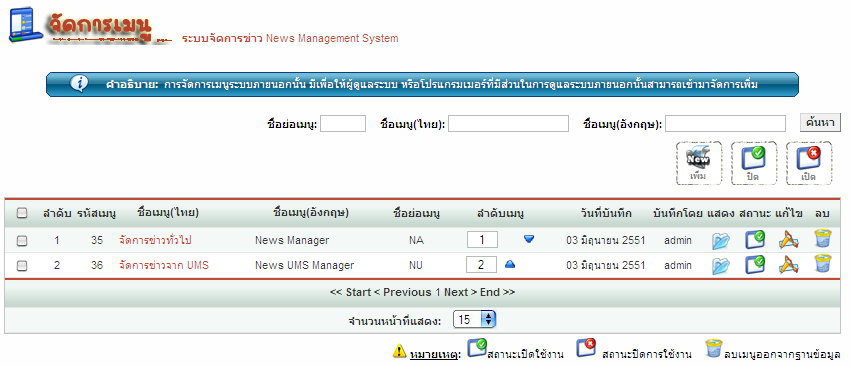 จัดการเมนู ระบบจัดการข่าว News Management System
คำอธิบาย: การจัดการเมนูระบบภายนอกนั้น มีเพื่อให้ผู้ดูแลระบบ หรือโปรแกรมเมอร์ที่มีส่วนในการดูแลระบบภายนอกนั้นสามารถเข้ามาจัดการเพิ่ม
ชื่อย่อเมนู: ชื่อเมนู(ไทย): ชื่อเมนู(อังกฤษ): ค้นหา
New
เพิ่ม ปิด เปิด
ลำดับ รหัสเมนู ชื่อเมนู(ไทย) ชื่อเมนู(อังกฤษ) ชื่อย่อเมนู ลำดับเมนู วันที่บันทึก บันทึกโดย แสดง สถานะ แก้ไข ลบ
1 35 จัดการข่าวทั่วไป News Manager NA 1 03 มิถุนายน 2551 admin
2 36 จัดการข่าวจาก UMS News UMS Manager NU 2 03 มิถุนายน 2551 admin
<< Start < Previous 1 Next > End >>
จำนวนหน้าที่แสดง: 15
หมายเหตุ: สถานะเปิดใช้งาน สถานะปิดการใช้งาน ลบเมนูออกจากฐานข้อมูล